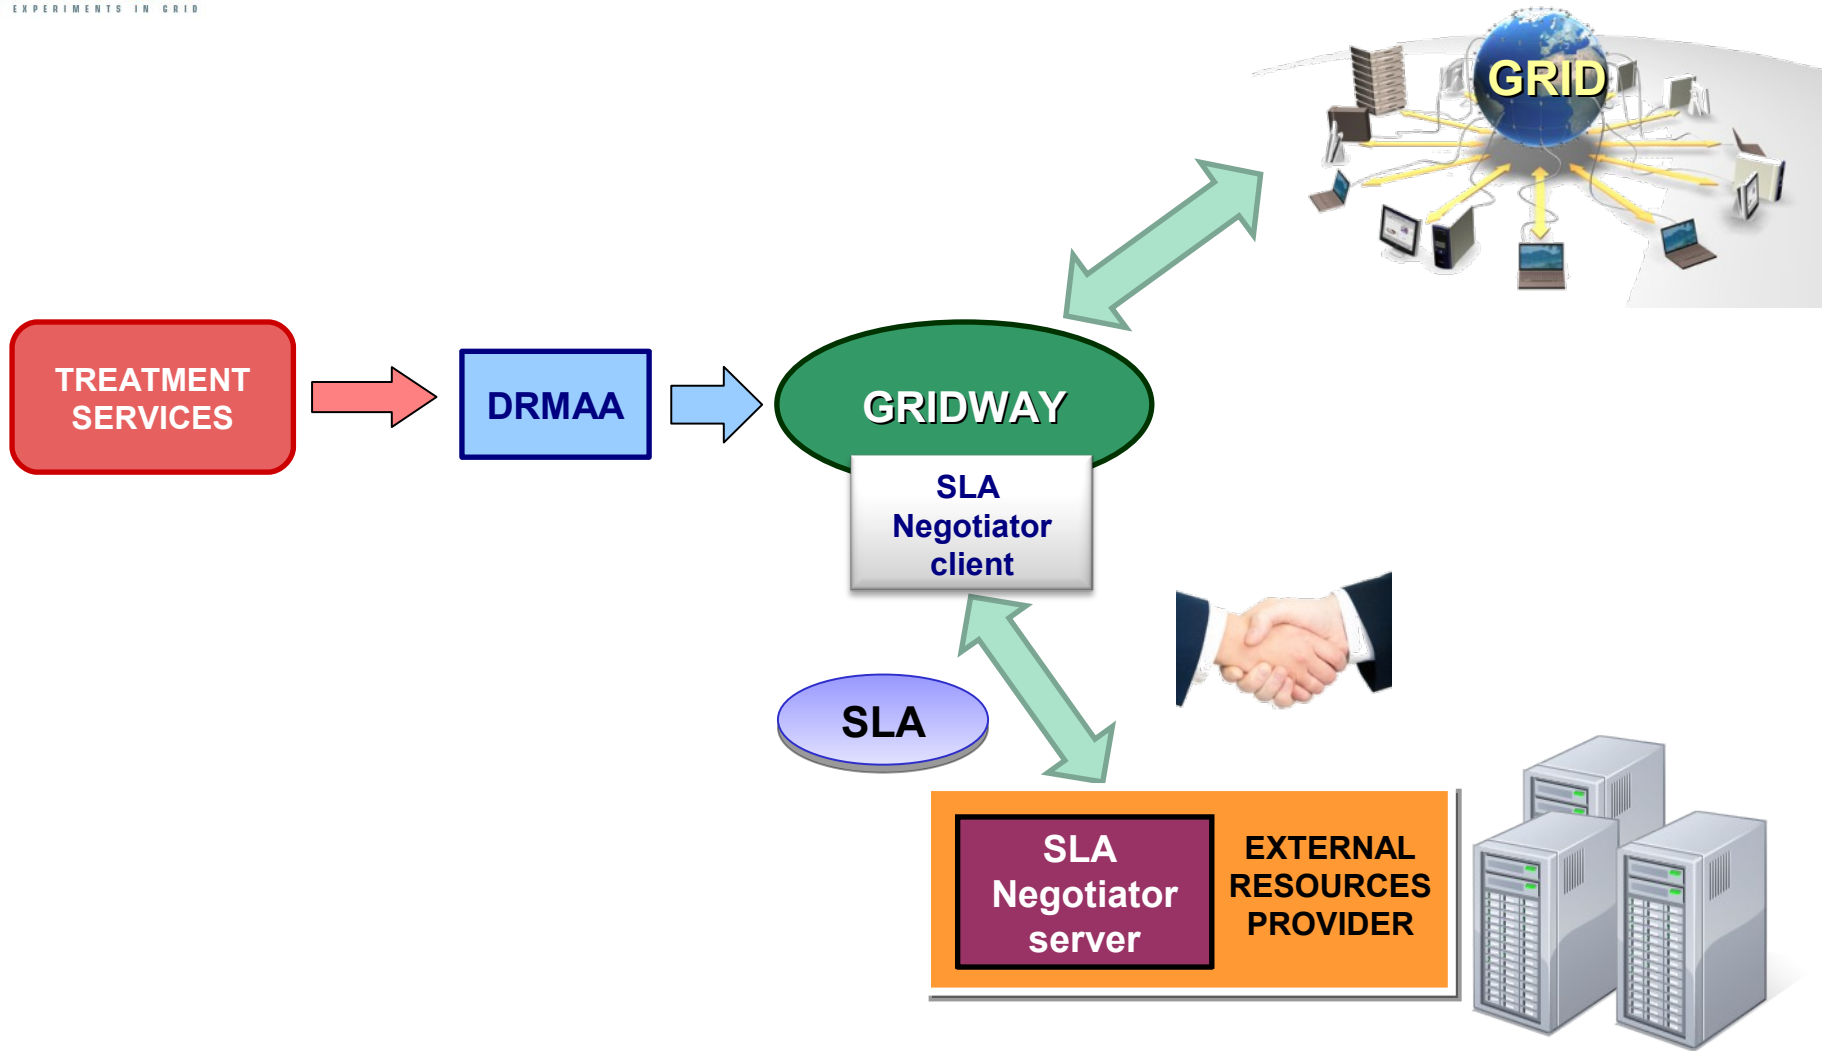 EXPERIMENTS IN GRID
GRID
TREATMENT
SERVICES
DRMAA
GRIDWAY
SLA
Negotiator
client
SLA
SLA
Negotiator
server
EXTERNAL
RESOURCES
PROVIDER